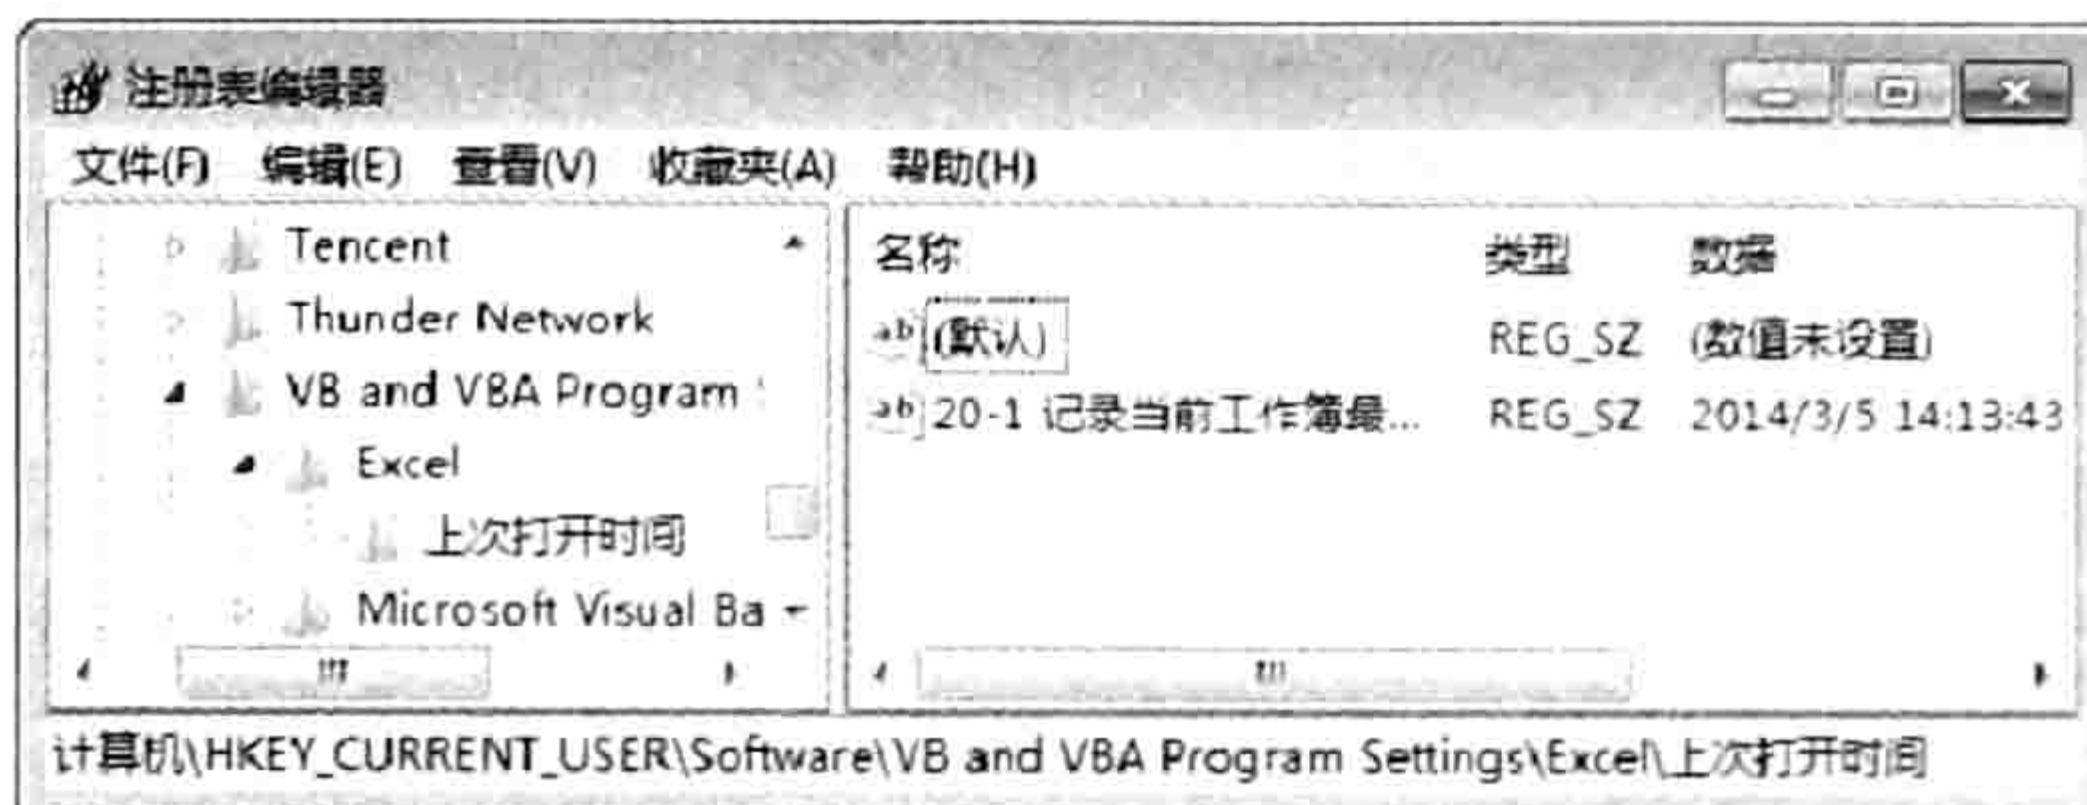 注册表编辑器
文件(F) 编辑(E) 查看(V) 收藏夹(A) 帮助(H)
Tencent
Thunder Network
VB and VBA Program
Excel
上次打开时间
Microsoft Visual Ba
名称 类型 数据
(默认) REG_SZ (数值未设置)
20-1 记录当前工作簿最... REG_SZ 2014/3/5 14:13:43
计算机\HKEY_CURRENT_USER\Software\VB and VBA Program Settings\Excel\上次打开时间